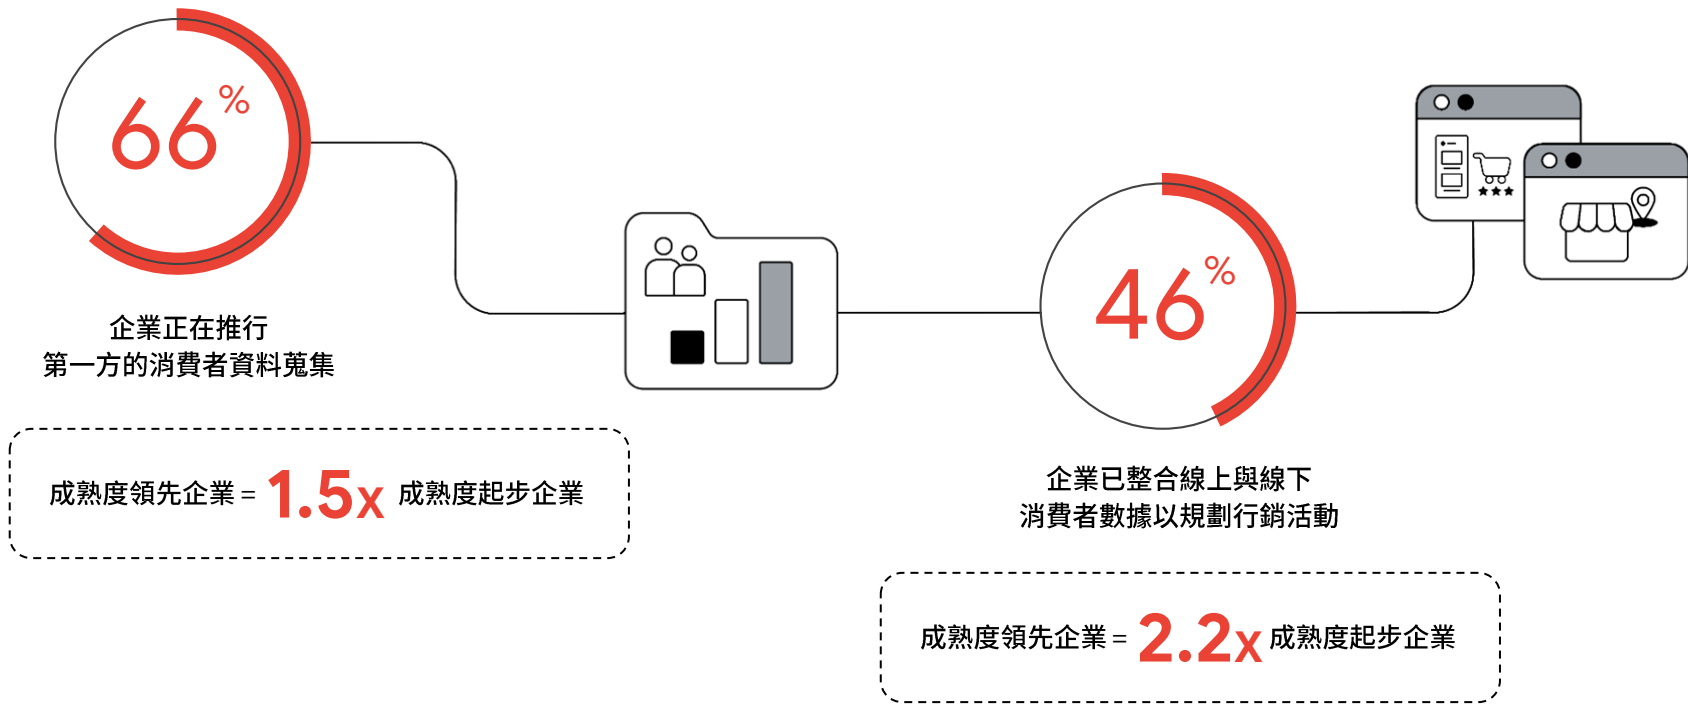 66%
企業正在推行
第一方的消費者資料蒐集
成熟度領先企業 = 1.5x 成熟度起步企業
46%
企業已整合線上與線下
消費者數據以規劃行銷活動
成熟度領先企業 = 2.2x 成熟度起步企業